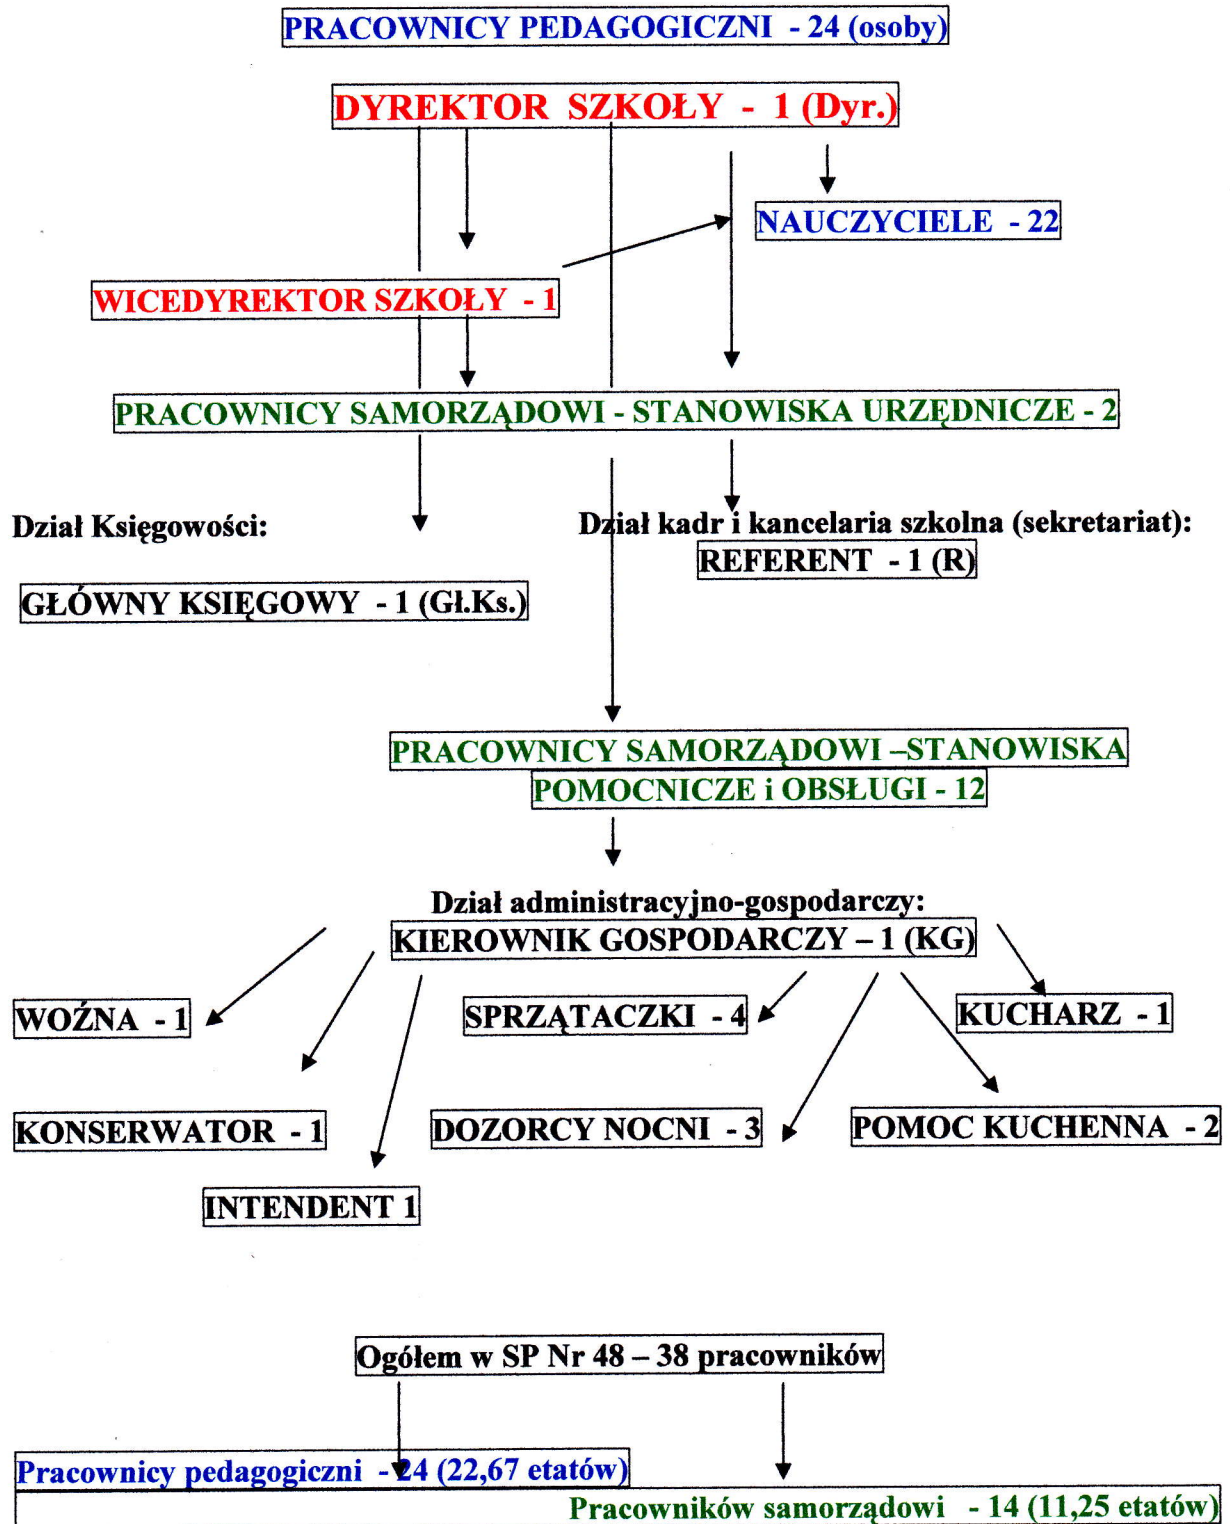 PRACOWNICY PEDAGOGICZNI - 24 (osoby)
DYREKTOR SZKOŁY - 1 (Dyr.)
NAUCZYCIELE - 22
WICEDYREKTOR SZKOŁY - 1
PRACOWNICY SAMORZĄDOWI - STANOWISKA URZĘDNICZE - 2
Dział Księgowości:
Dział kadr i kancelaria szkolna (sekretariat):
REFERENT - 1 (R)
GŁÓWNY KSIĘGOWY - 1 (Gł.Ks.)
PRACOWNICY SAMORZĄDOWI –STANOWISKA
POMOCNICZE i OBSŁUGI - 12
Dział administracyjno-gospodarczy:
KIEROWNIK GOSPODARCZY – 1 (KG)
WOŹNA - 1
SPRZĄTACZKI - 4
KUCHARZ - 1
KONSERWATOR - 1
DOZORCY NOCNI - 3
POMOC KUCHENNA - 2
INTENDENT 1
Ogółem w SP Nr 48 – 38 pracowników
Pracownicy pedagogiczni - 24 (22,67 etatów)
Pracowników samorządowi - 14 (11,25 etatów)